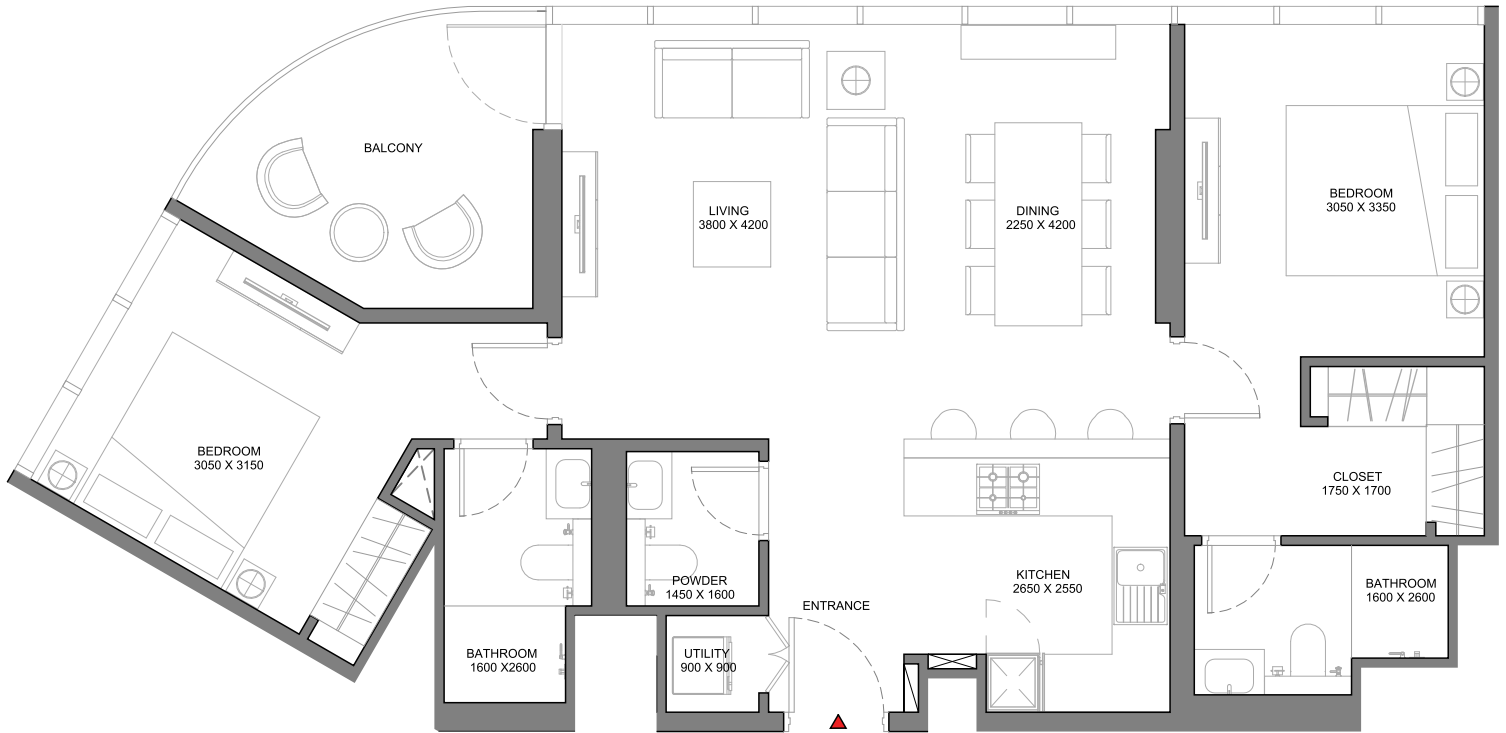 BALCONY
LIVING
3800 X 4200
DINING
2250 X 4200
BEDROOM
3050 X 3350
BEDROOM
3050 X 3150
CLOSET
1750 X 1700
POWDER
1450 X 1600
KITCHEN
2650 X 2550
BATHROOM
1600 X 2600
ENTRANCE
BATHROOM
1600 X2600
UTILITY
900 X 900